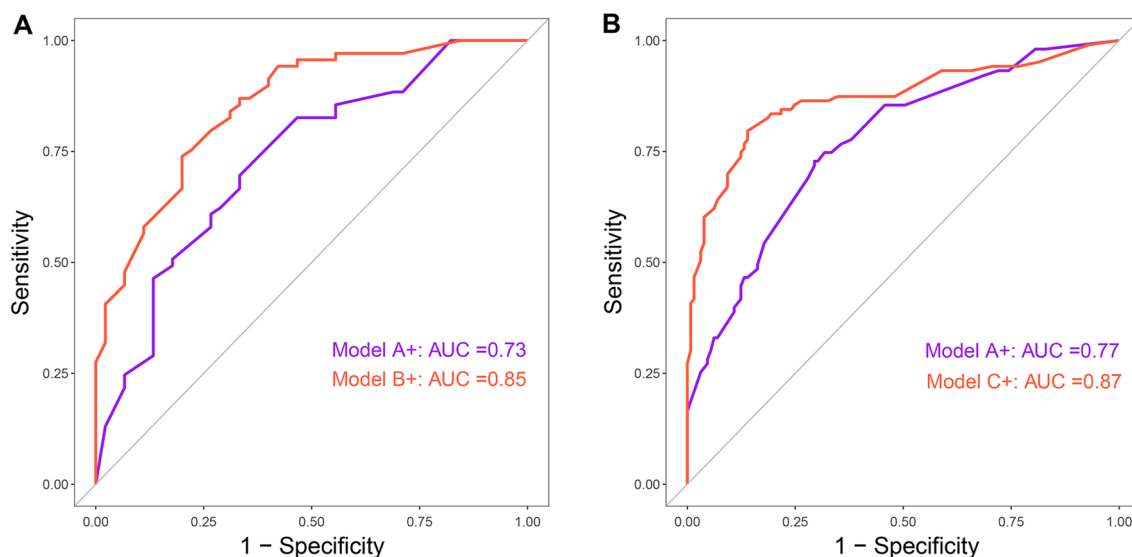 A
1.00
0.75
0.50
0.25
0.00
Sensitivity
Model A+: AUC =0.73
Model B+: AUC =0.85
0.00 0.25 0.50 0.75 1.00
1 − Specificity
B
1.00
0.75
0.50
0.25
0.00
Sensitivity
Model A+: AUC =0.77
Model C+: AUC =0.87
0.00 0.25 0.50 0.75 1.00
1 − Specificity